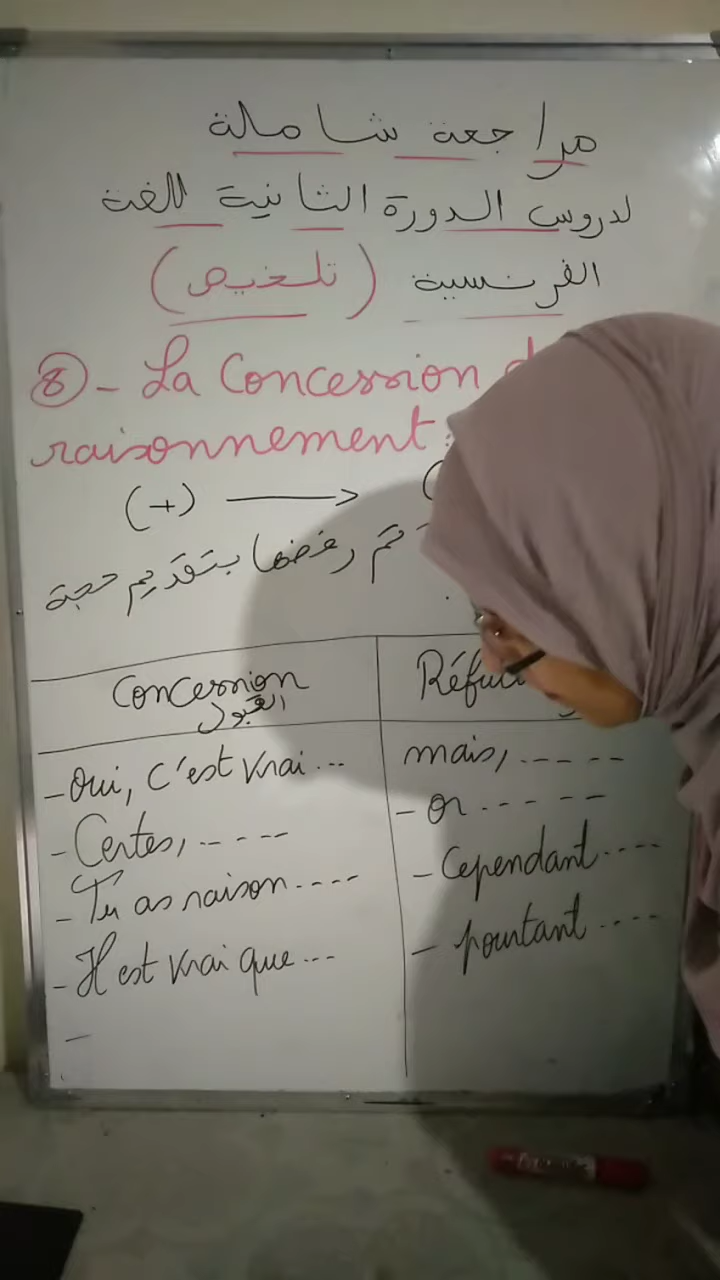 مراجعة شاملة
لدروس الدورة الثانية للغة
الفرنسية (تلخيص)
8 - La Concession d
raisonnement :
(+) ⟶ (
تم رفضها بتقديم حجة
Concession
القبول
Réfu
- Oui, c'est vrai ...
mais, -----
- Certes, -----
- or -----
- Tu as raison ----
- Cependant ----
- Il est vrai que ...
- pourtant ----
-